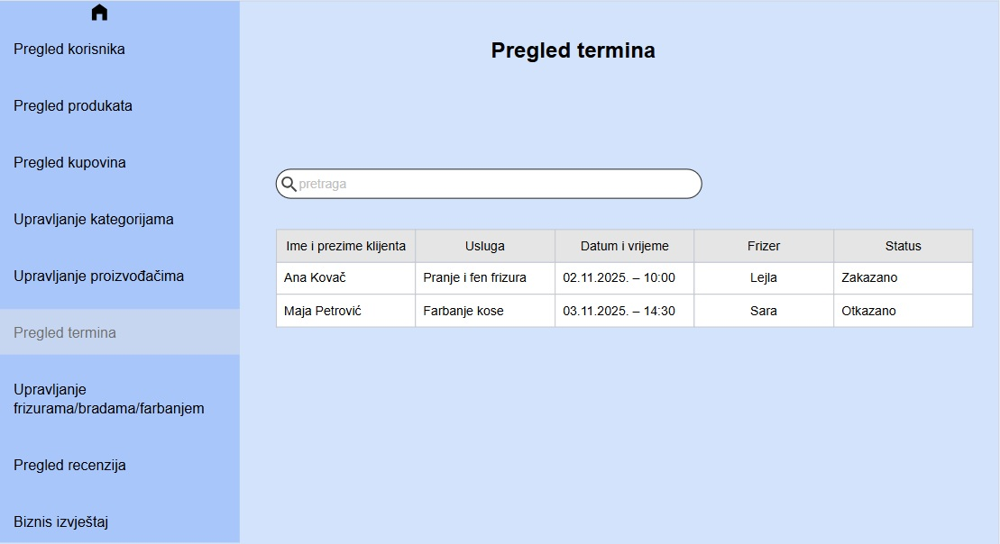 Pregled korisnika
Pregled produkata
Pregled kupovina
Upravljanje kategorijama
Upravljanje proizvođačima
Pregled termina
Upravljanje
frizurama/bradama/farbanjem
Pregled recenzija
Biznis izvještaj
Pregled termina
pretraga
Ime i prezime klijenta Usluga Datum i vrijeme Frizer Status
Ana Kovač Pranje i fen frizura 02.11.2025. – 10:00 Lejla Zakazano
Maja Petrović Farbanje kose 03.11.2025. – 14:30 Sara Otkazano